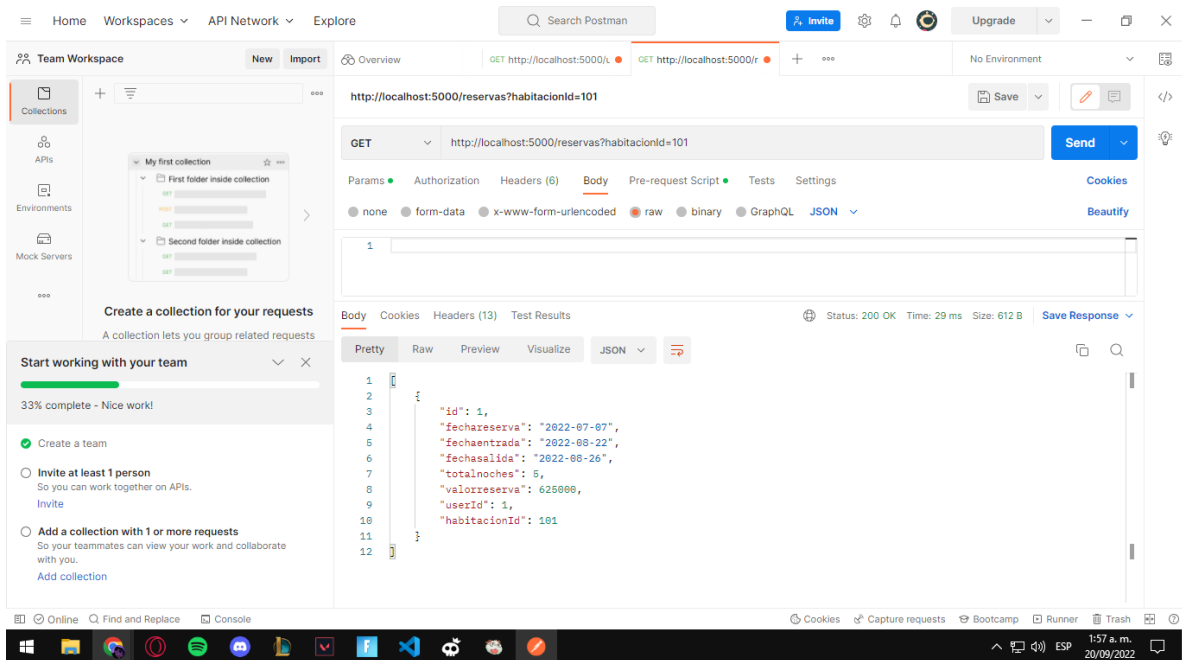 Home Workspaces API Network Explore Search Postman Invite Upgrade
Team Workspace New Import Overview GET http://localhost:5000/u GET http://localhost:5000/r No Environment
Collections
APIs
Environments
Mock Servers
My first collection
First folder inside collection
GET
POST
GET
Second folder inside collection
GET
GET
Create a collection for your requests
A collection lets you group related requests
Start working with your team
33% complete - Nice work!
Create a team
Invite at least 1 person
So you can work together on APIs.
Invite
Add a collection with 1 or more requests
So your teammates can view your work and collaborate
with you.
Add collection
http://localhost:5000/reservas?habitacionId=101 Save
GET http://localhost:5000/reservas?habitacionId=101 Send
Params Authorization Headers (6) Body Pre-request Script Tests Settings Cookies
none form-data x-www-form-urlencoded raw binary GraphQL JSON Beautify
1
Body Cookies Headers (13) Test Results Status: 200 OK Time: 29 ms Size: 612 B Save Response
Pretty Raw Preview Visualize JSON
1 [
2 {
3 "id": 1,
4 "fechareserva": "2022-07-07",
5 "fechaentrada": "2022-08-22",
6 "fechasalida": "2022-08-26",
7 "totalnoches": 5,
8 "valorreserva": 625000,
9 "userId": 1,
10 "habitacionId": 101
11 }
12 ]
Online Find and Replace Console Cookies Capture requests Bootcamp Runner Trash
ESP 1:57 a. m.
20/09/2022